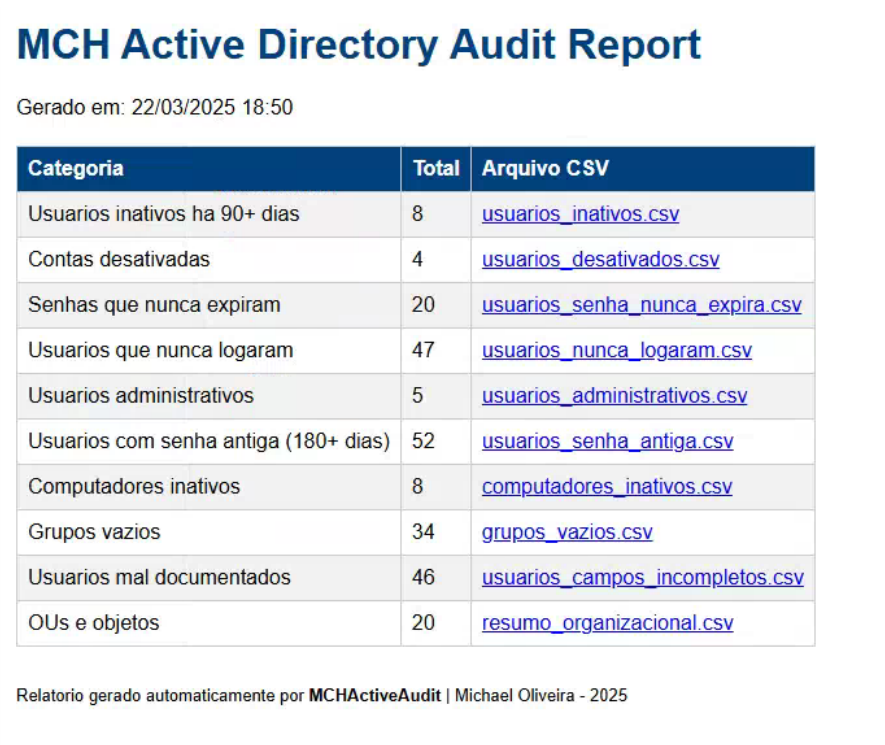 MCH Active Directory Audit Report
Gerado em: 22/03/2025 18:50
Categoria Total Arquivo CSV
Usuarios inativos ha 90+ dias 8 usuarios_inativos.csv
Contas desativadas 4 usuarios_desativados.csv
Senhas que nunca expiram 20 usuarios_senha_nunca_expira.csv
Usuarios que nunca logaram 47 usuarios_nunca_logaram.csv
Usuarios administrativos 5 usuarios_administrativos.csv
Usuarios com senha antiga (180+ dias) 52 usuarios_senha_antiga.csv
Computadores inativos 8 computadores_inativos.csv
Grupos vazios 34 grupos_vazios.csv
Usuarios mal documentados 46 usuarios_campos_incompletos.csv
OUs e objetos 20 resumo_organizacional.csv
Relatorio gerado automaticamente por MCHActiveAudit | Michael Oliveira - 2025